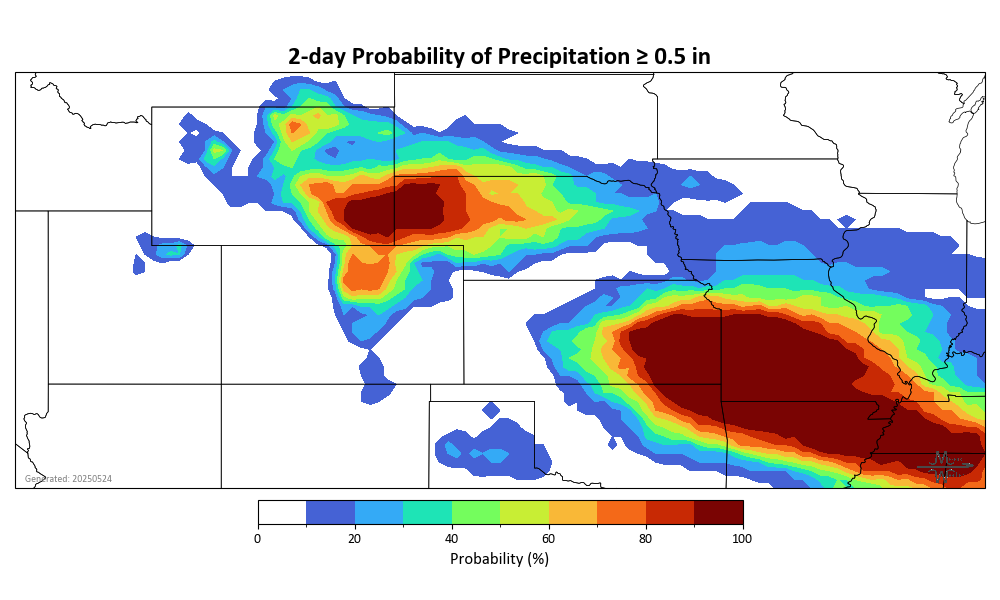 2-day Probability of Precipitation ≥ 0.5 in
Generated: 20250524
0 20 40 60 80 100
Probability (%)